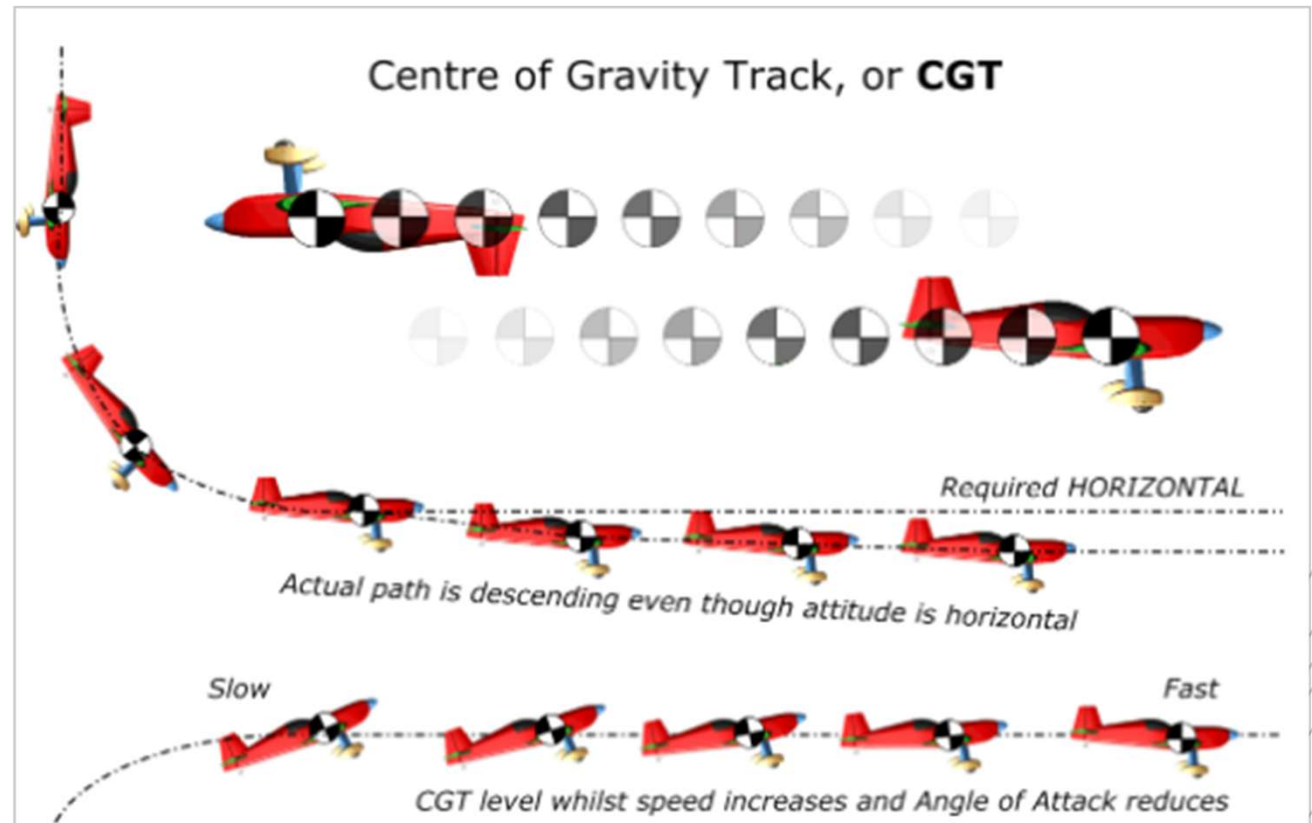 Centre of Gravity Track, or CGT
Required HORIZONTAL
Actual path is descending even though attitude is horizontal
Slow
Fast
CGT level whilst speed increases and Angle of Attack reduces